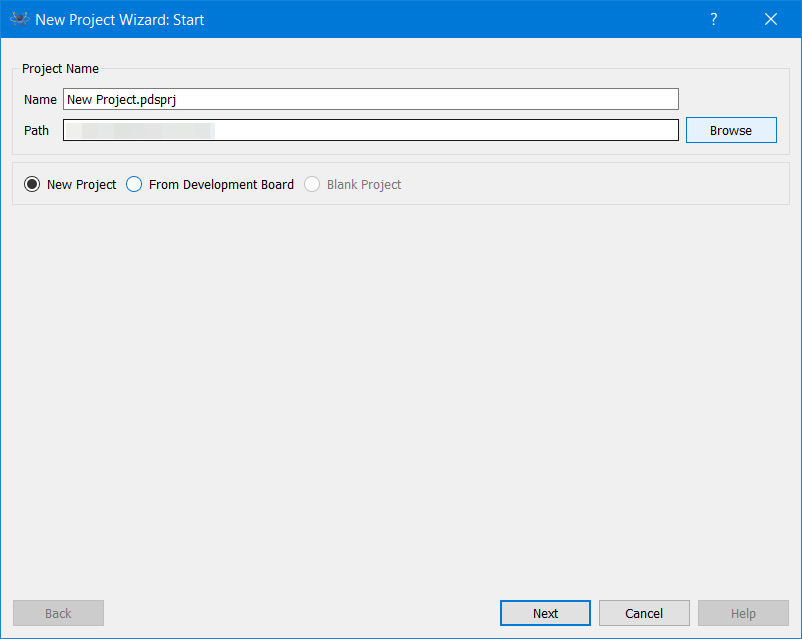 New Project Wizard: Start
?
Project Name
Name New Project.pdsprj
Path
Browse
New Project From Development Board Blank Project
Back Next Cancel Help